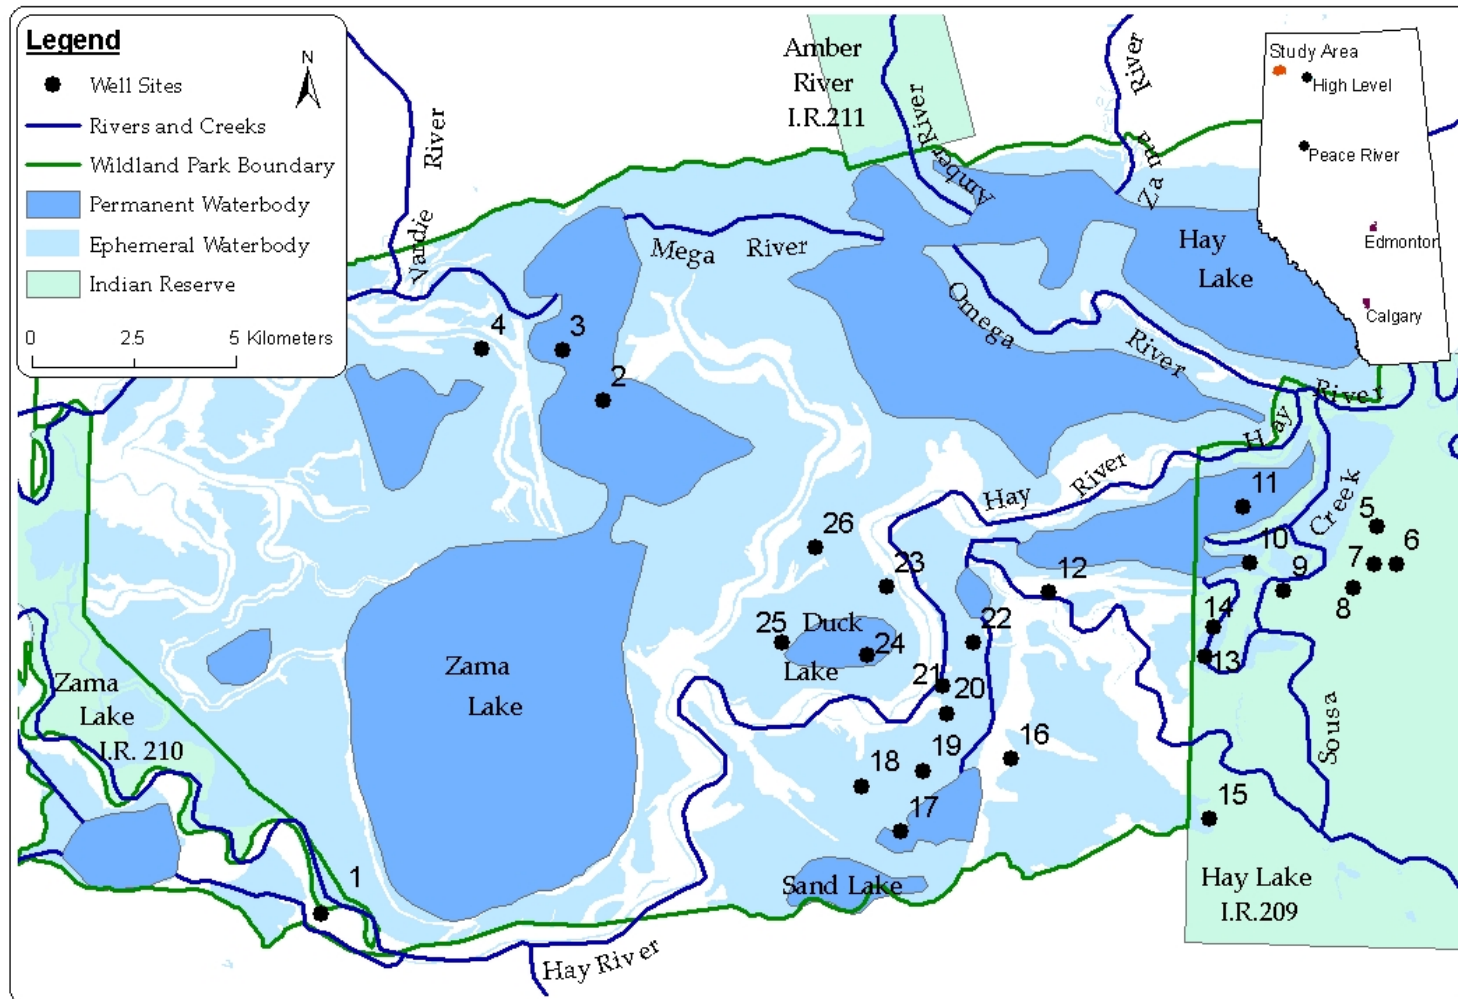 Legend
N
Well Sites
Rivers and Creeks
Wildland Park Boundary
Permanent Waterbody
Ephemeral Waterbody
Indian Reserve
0 2.5 5 Kilometers
Study Area
High Level
Peace River
Edmonton
Calgary
Amber
River
I.R.211
Amber River
Amber
Zama River
Vardie River
Mega River
Hay
Lake
Omega River
Hay River
Hay River
4
3
2
11
5
10
7
6
26
9
8
23
12
Creek
25
Duck
24
Lake
22
14
13
21
20
Zama
Lake
Zama
Lake
I.R. 210
19
16
18
17
15
Sousa
1
Sand Lake
Hay Lake
I.R.209
Hay River